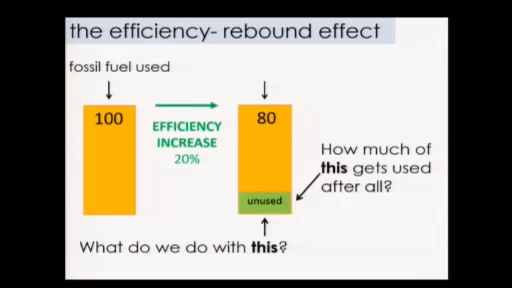 the efficiency- rebound effect
fossil fuel used
100
EFFICIENCY
INCREASE
20%
80
unused
How much of
this gets used
after all?
What do we do with this?